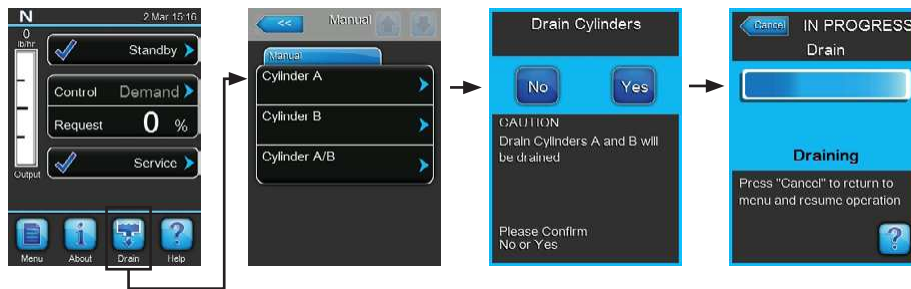 N
2 Mar 15:16
0
lb/hr
Standby
Control Demand
Request 0 %
Service
Output
Menu About Drain Help
<<
Manual
Manual
Cylinder A
Cylinder B
Cylinder A/B
Drain Cylinders
No Yes
CAUTION
Drain Cylinders A and B will
be drained
Please Confirm
No or Yes
Cancel IN PROGRESS
Drain
Draining
Press "Cancel" to return to
menu and resume operation
?